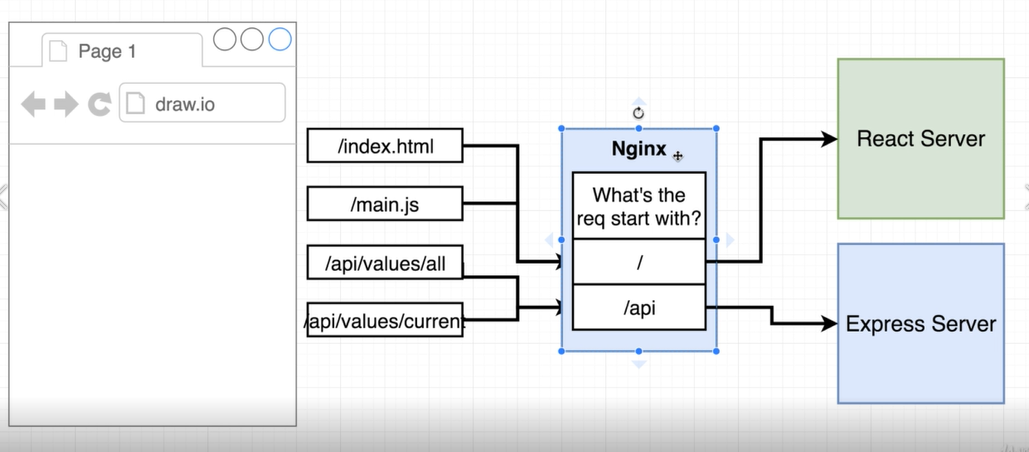 Page 1
draw.io
/index.html
/main.js
/api/values/all
/api/values/current
Nginx
What's the
req start with?
/
/api
React Server
Express Server